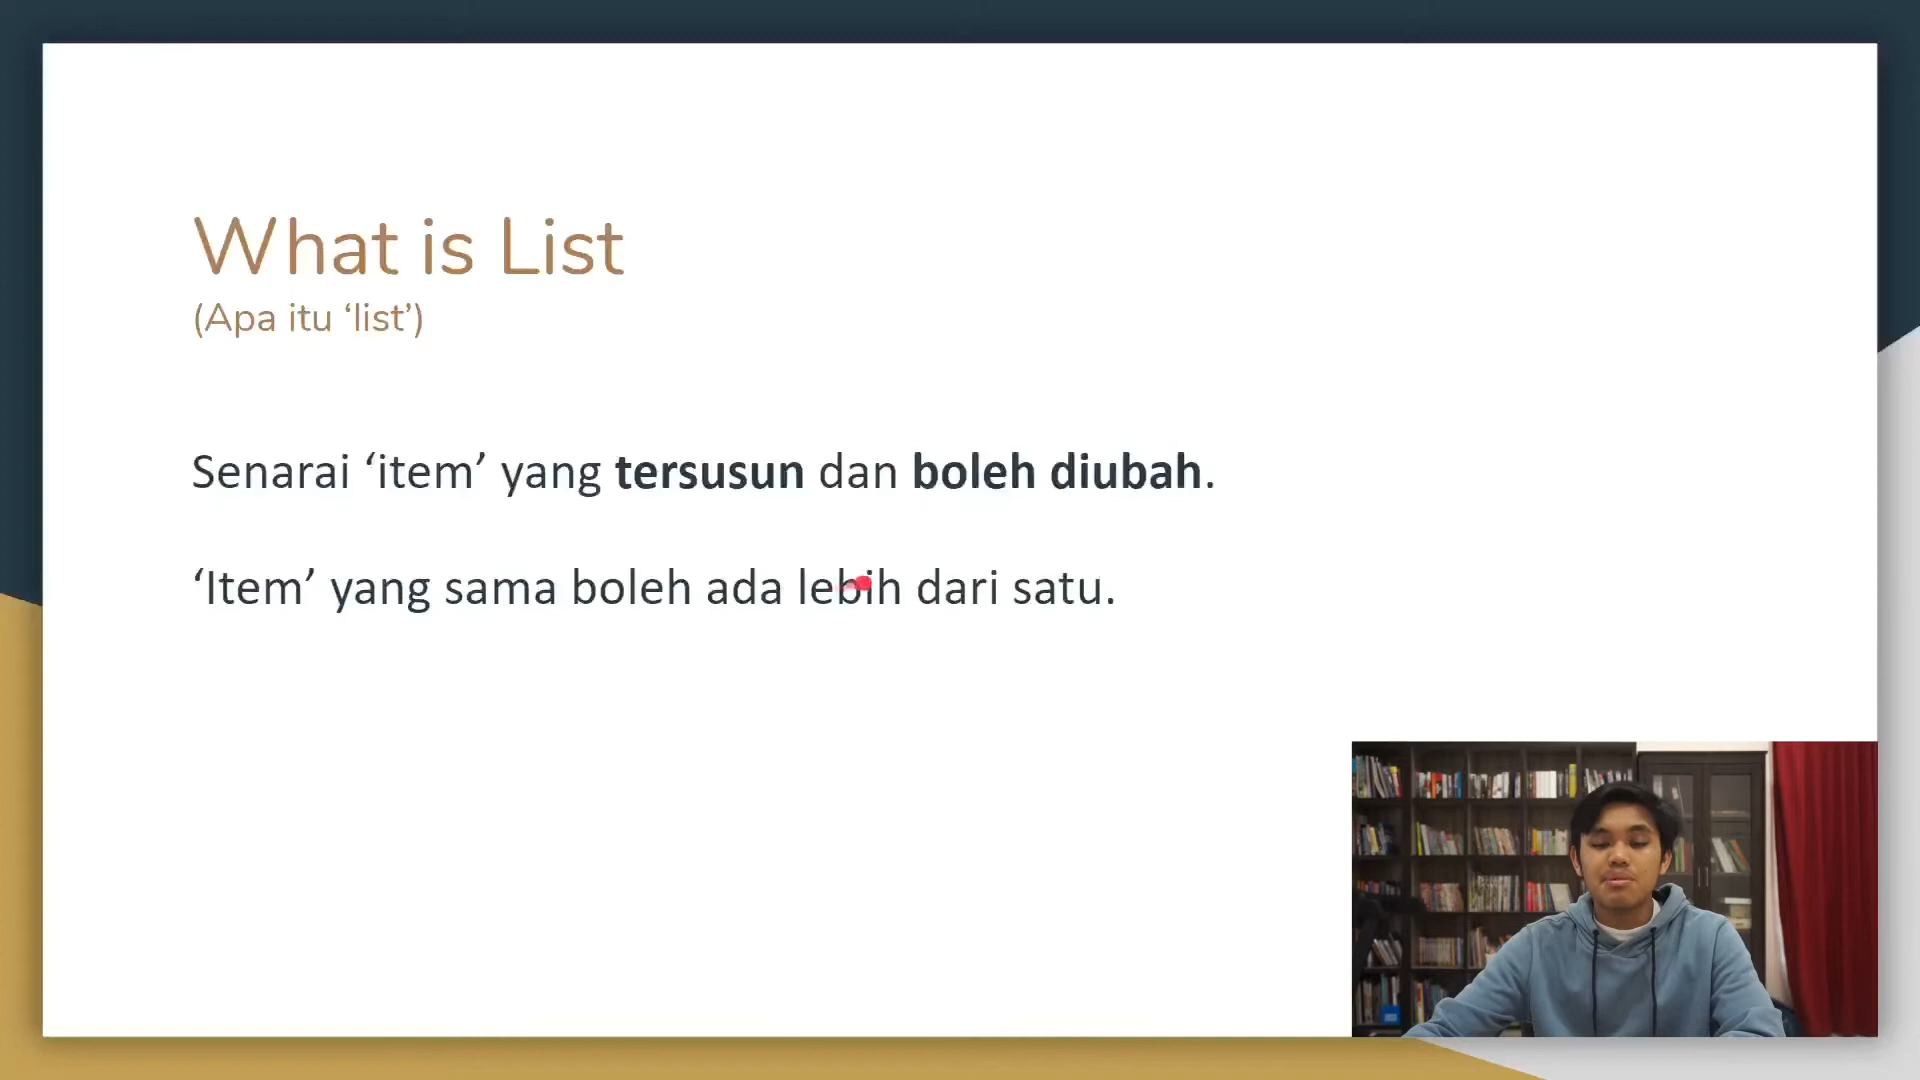 What is List
(Apa itu ‘list’)
Senarai ‘item’ yang tersusun dan boleh diubah.
‘Item’ yang sama boleh ada lebih dari satu.